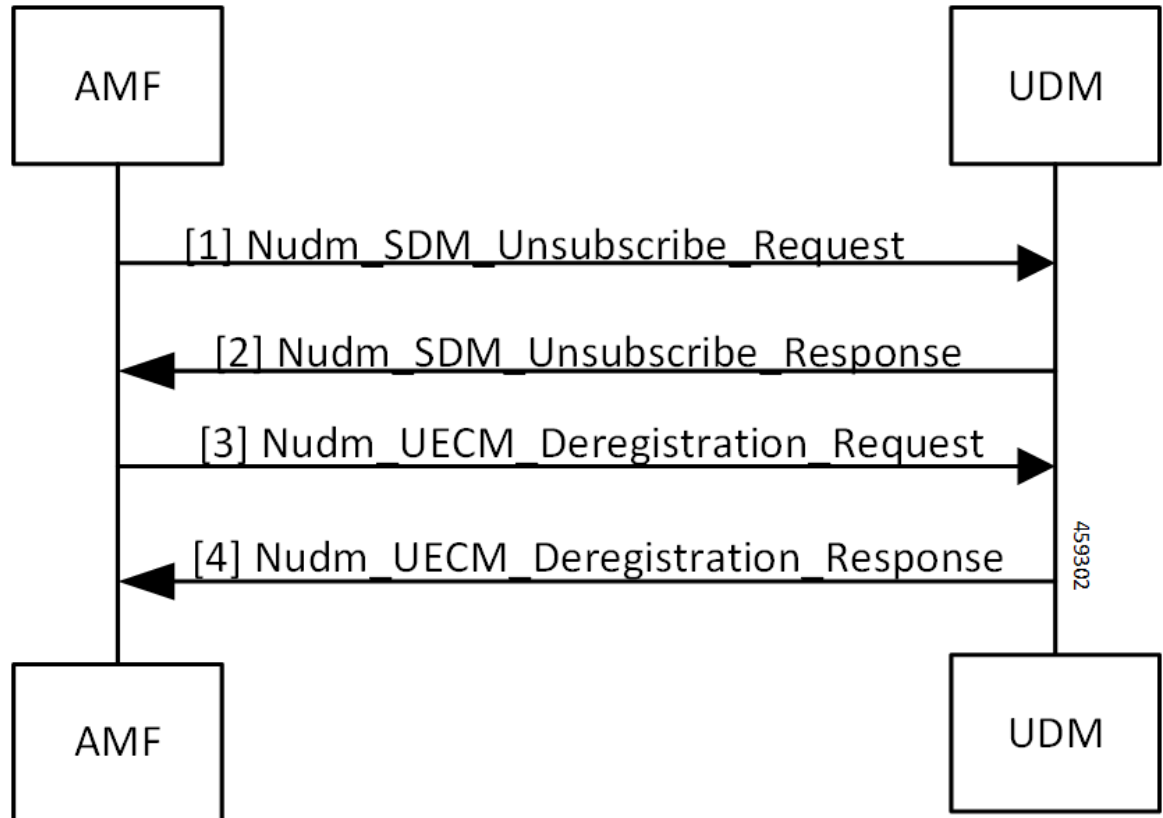 AMF
UDM
[1] Nudm_SDM_Unsubscribe_Request
[2] Nudm_SDM_Unsubscribe_Response
[3] Nudm_UECM_Deregistration_Request
[4] Nudm_UECM_Deregistration_Response
459302
AMF
UDM